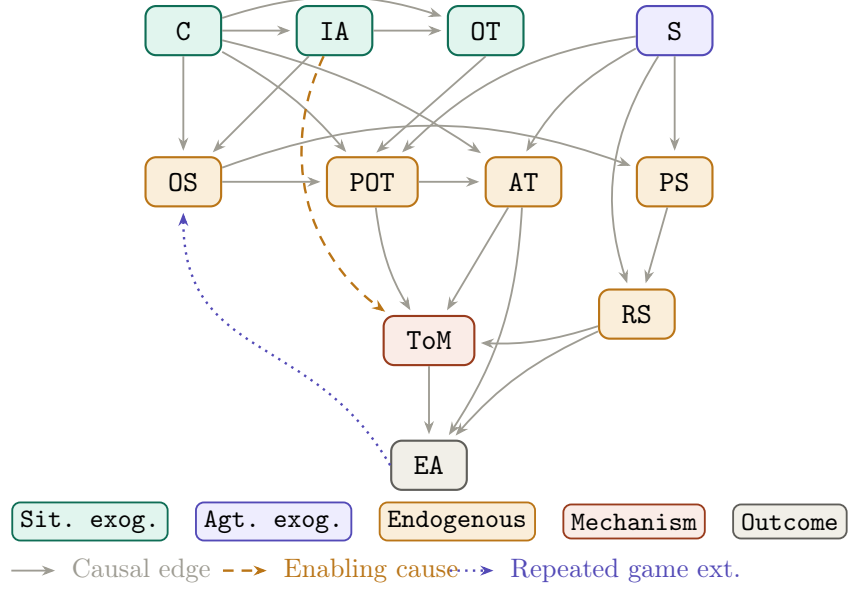 C IA OT S
OS POT AT PS
RS
ToM
EA
Sit. exog. Agt. exog. Endogenous Mechanism Outcome
Causal edge Enabling cause Repeated game ext.